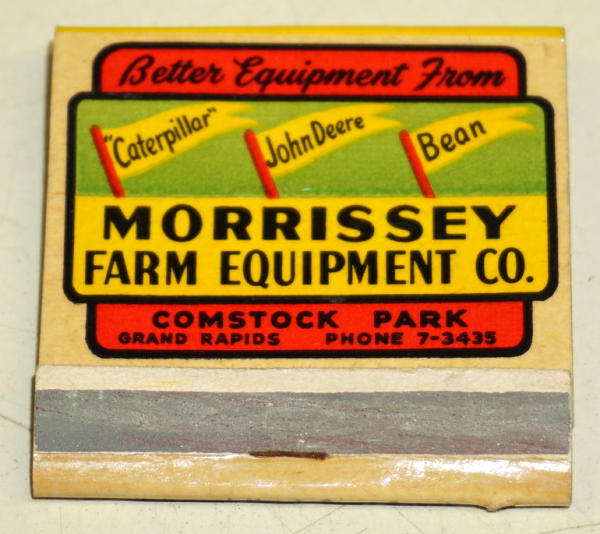 Better Equipment From
"Caterpillar" John Deere Bean
MORRISSEY
FARM EQUIPMENT CO.
COMSTOCK PARK
GRAND RAPIDS PHONE 7-3435